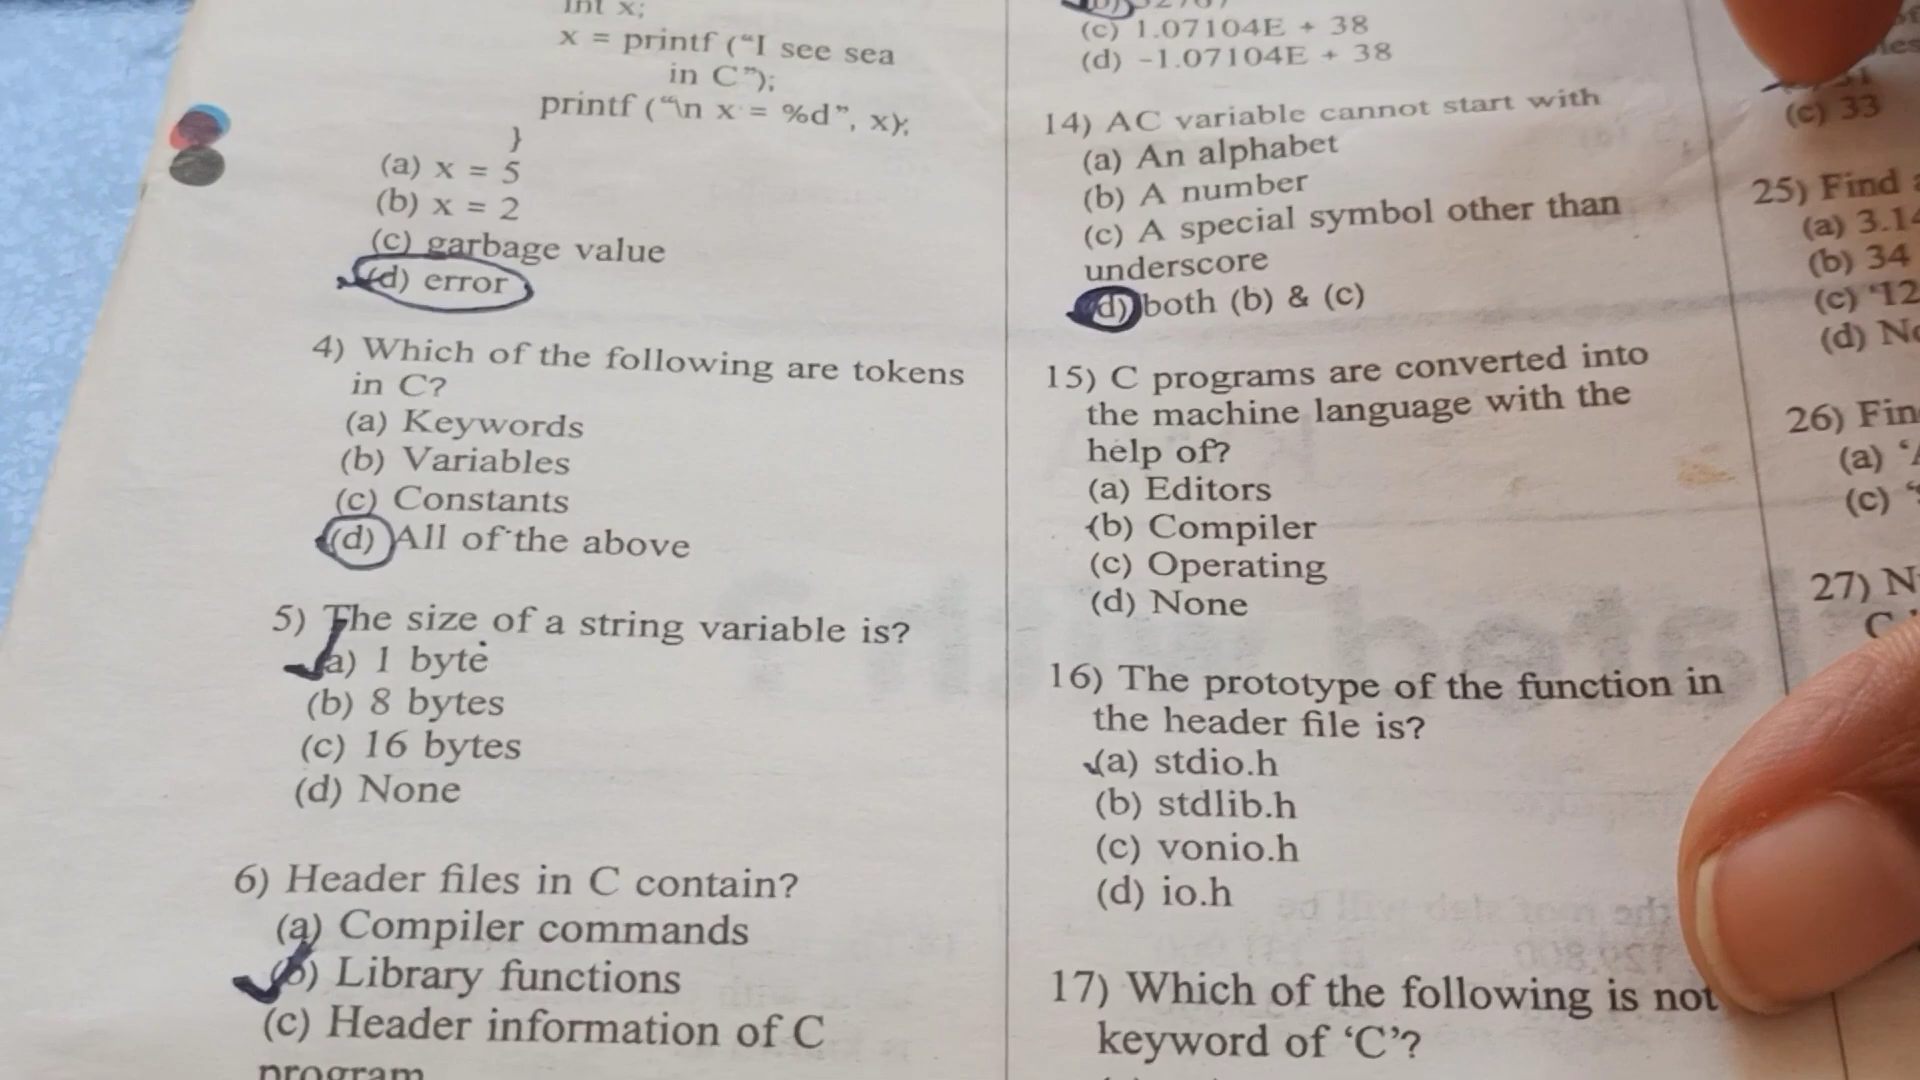 int x;
x = printf ("I see sea
in C");
printf ("\n x = %d", x);
}
(a) x = 5
(b) x = 2
(c) garbage value
(d) error
4) Which of the following are tokens
in C?
(a) Keywords
(b) Variables
(c) Constants
(d) All of the above
5) The size of a string variable is?
(a) 1 byte
(b) 8 bytes
(c) 16 bytes
(d) None
6) Header files in C contain?
(a) Compiler commands
(b) Library functions
(c) Header information of C
program
(c) 1.07104E + 38
(d) -1.07104E + 38
14) AC variable cannot start with
(a) An alphabet
(b) A number
(c) A special symbol other than
underscore
(d) both (b) & (c)
15) C programs are converted into
the machine language with the
help of?
(a) Editors
(b) Compiler
(c) Operating
(d) None
16) The prototype of the function in
the header file is?
(a) stdio.h
(b) stdlib.h
(c) vonio.h
(d) io.h
17) Which of the following is not
keyword of 'C'?
(c) 33
25) Find
(a) 3.14
(b) 34
(c) '12
(d) No
26) Fin
(a) '
(c) '
27) N
C